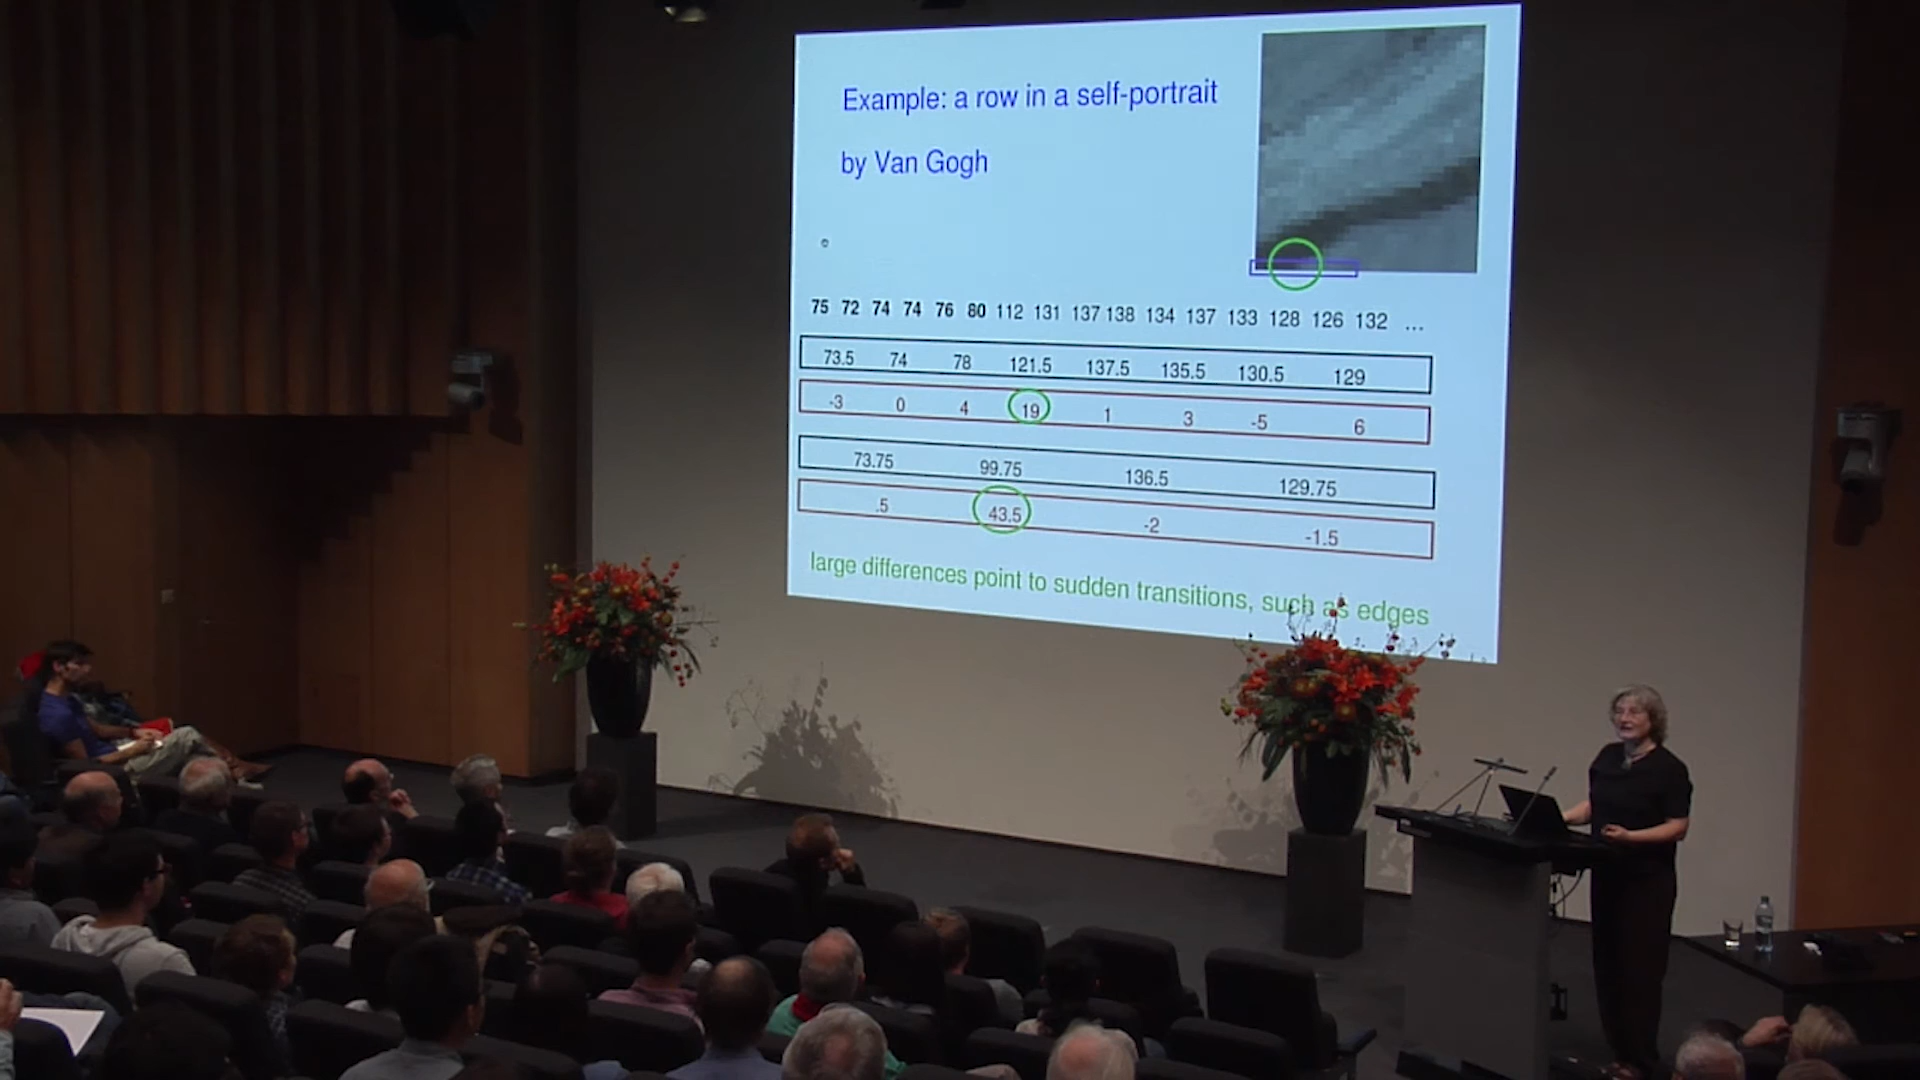 Example: a row in a self-portrait
by Van Gogh
75 72 74 74 76 80 112 131 137 138 134 137 133 128 126 132 ...
73.5 74 78 121.5 137.5 135.5 130.5 129
-3 0 4 19 1 3 -5 6
73.75 99.75 136.5 129.75
.5 43.5 -2 -1.5
large differences point to sudden transitions, such as edges